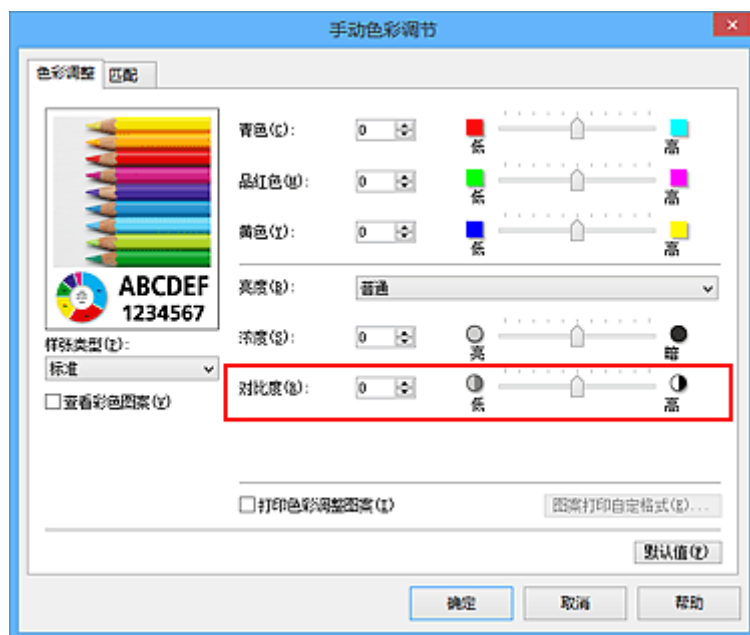 手动色彩调节
色彩调整 匹配
青色(C): 0 低 高
品红色(M): 0 低 高
黄色(Y): 0 低 高
ABCDEF
1234567
亮度(B): 普通
样张类型(P):
标准
浓度(S): 0 亮 暗
查看彩色图案(Y)
对比度(N): 0 低 高
打印色彩调整图案(I) 图案打印自定格式(E)...
默认值(F)
确定 取消 帮助